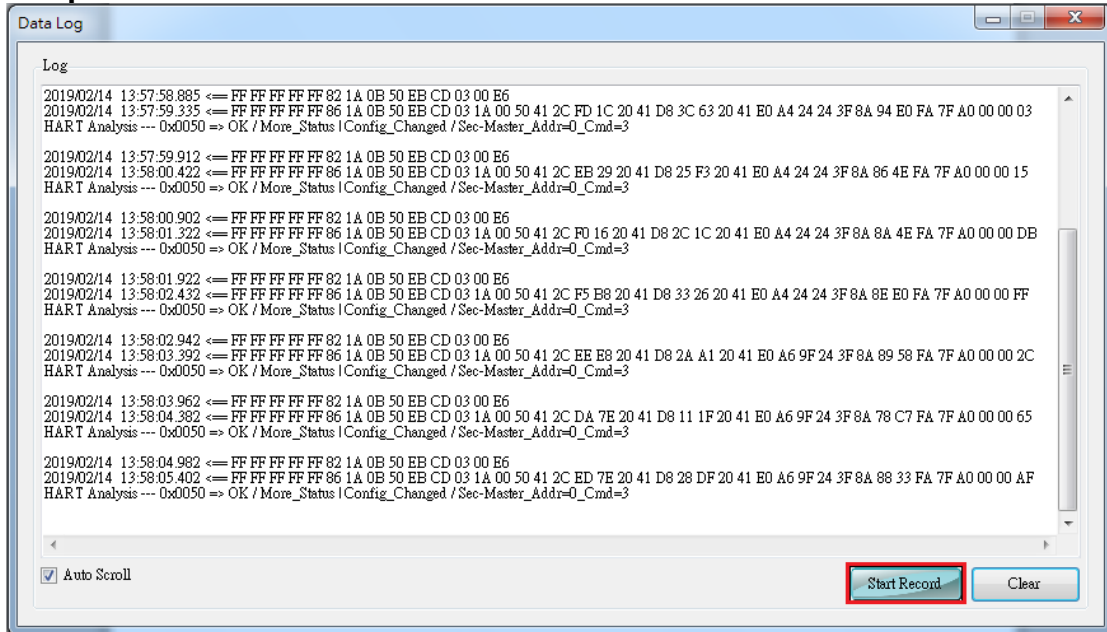 Data Log
Log
2019/02/14 13:57:58.885 <== FF FF FF FF FF 82 1A 0B 50 EB CD 03 00 E6
2019/02/14 13:57:59.335 <== FF FF FF FF FF 86 1A 0B 50 EB CD 03 1A 00 50 41 2C FD 1C 20 41 D8 3C 63 20 41 E0 A4 24 24 3F 8A 94 E0 FA 7F A0 00 00 03
HART Analysis --- 0x0050 => OK / More_Status | Config_Changed / Sec-Master_Addr=0_Cmd=3
2019/02/14 13:57:59.912 <== FF FF FF FF FF 82 1A 0B 50 EB CD 03 00 E6
2019/02/14 13:58:00.422 <== FF FF FF FF FF 86 1A 0B 50 EB CD 03 1A 00 50 41 2C EB 29 20 41 D8 25 F3 20 41 E0 A4 24 24 3F 8A 86 4E FA 7F A0 00 00 15
HART Analysis --- 0x0050 => OK / More_Status | Config_Changed / Sec-Master_Addr=0_Cmd=3
2019/02/14 13:58:00.902 <== FF FF FF FF FF 82 1A 0B 50 EB CD 03 00 E6
2019/02/14 13:58:01.322 <== FF FF FF FF FF 86 1A 0B 50 EB CD 03 1A 00 50 41 2C F0 16 20 41 D8 2C 1C 20 41 E0 A4 24 24 3F 8A 8A 4E FA 7F A0 00 00 DB
HART Analysis --- 0x0050 => OK / More_Status | Config_Changed / Sec-Master_Addr=0_Cmd=3
2019/02/14 13:58:01.922 <== FF FF FF FF FF 82 1A 0B 50 EB CD 03 00 E6
2019/02/14 13:58:02.432 <== FF FF FF FF FF 86 1A 0B 50 EB CD 03 1A 00 50 41 2C F5 B8 20 41 D8 33 26 20 41 E0 A4 24 24 3F 8A 8E E0 FA 7F A0 00 00 FF
HART Analysis --- 0x0050 => OK / More_Status | Config_Changed / Sec-Master_Addr=0_Cmd=3
2019/02/14 13:58:02.942 <== FF FF FF FF FF 82 1A 0B 50 EB CD 03 00 E6
2019/02/14 13:58:03.392 <== FF FF FF FF FF 86 1A 0B 50 EB CD 03 1A 00 50 41 2C EE E8 20 41 D8 2A A1 20 41 E0 A6 9F 24 3F 8A 89 58 FA 7F A0 00 00 2C
HART Analysis --- 0x0050 => OK / More_Status | Config_Changed / Sec-Master_Addr=0_Cmd=3
2019/02/14 13:58:03.962 <== FF FF FF FF FF 82 1A 0B 50 EB CD 03 00 E6
2019/02/14 13:58:04.382 <== FF FF FF FF FF 86 1A 0B 50 EB CD 03 1A 00 50 41 2C DA 7E 20 41 D8 11 1F 20 41 E0 A6 9F 24 3F 8A 78 C7 FA 7F A0 00 00 65
HART Analysis --- 0x0050 => OK / More_Status | Config_Changed / Sec-Master_Addr=0_Cmd=3
2019/02/14 13:58:04.982 <== FF FF FF FF FF 82 1A 0B 50 EB CD 03 00 E6
2019/02/14 13:58:05.402 <== FF FF FF FF FF 86 1A 0B 50 EB CD 03 1A 00 50 41 2C ED 7E 20 41 D8 28 DF 20 41 E0 A6 9F 24 3F 8A 88 33 FA 7F A0 00 00 AF
HART Analysis --- 0x0050 => OK / More_Status | Config_Changed / Sec-Master_Addr=0_Cmd=3
Auto Scroll
Start Record
Clear